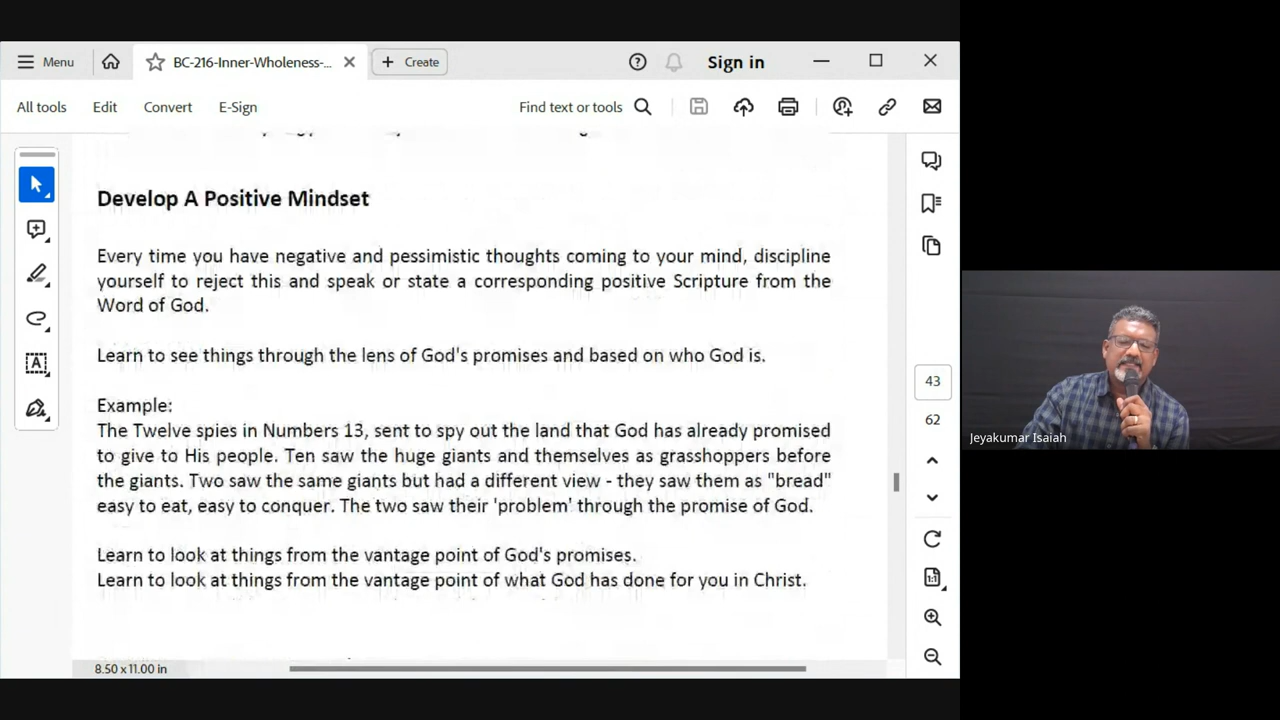 Menu
BC-216-Inner-Wholeness-...
Create
Sign in
All tools
Edit
Convert
E-Sign
Find text or tools
Develop A Positive Mindset
Every time you have negative and pessimistic thoughts coming to your mind, discipline
yourself to reject this and speak or state a corresponding positive Scripture from the
Word of God.
Learn to see things through the lens of God's promises and based on who God is.
Example:
The Twelve spies in Numbers 13, sent to spy out the land that God has already promised
to give to His people. Ten saw the huge giants and themselves as grasshoppers before
the giants. Two saw the same giants but had a different view - they saw them as "bread"
easy to eat, easy to conquer. The two saw their 'problem' through the promise of God.
Learn to look at things from the vantage point of God's promises.
Learn to look at things from the vantage point of what God has done for you in Christ.
43
62
1:1
8.50 x 11.00 in
Jeyakumar Isaiah